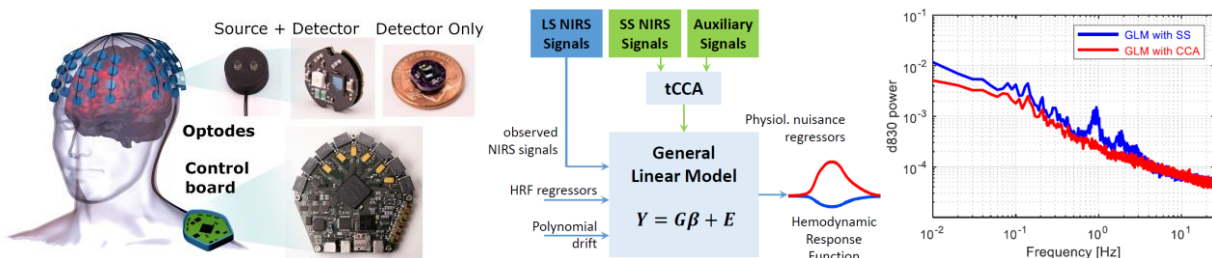 Source + Detector
Detector Only
Optodes
Control
board
LS NIRS
Signals
SS NIRS
Signals
Auxiliary
Signals
tCCA
observed
NIRS signals
HRF regressors
Polynomial
drift
General
Linear Model
Y = Gβ + E
Physiol. nuisance
regressors
Hemodynamic
Response
Function
GLM with SS
GLM with CCA
d830 power
10⁻¹
10⁻²
10⁻³
10⁻⁴
10⁻²
10⁻¹
10⁰
10¹
Frequency [Hz]